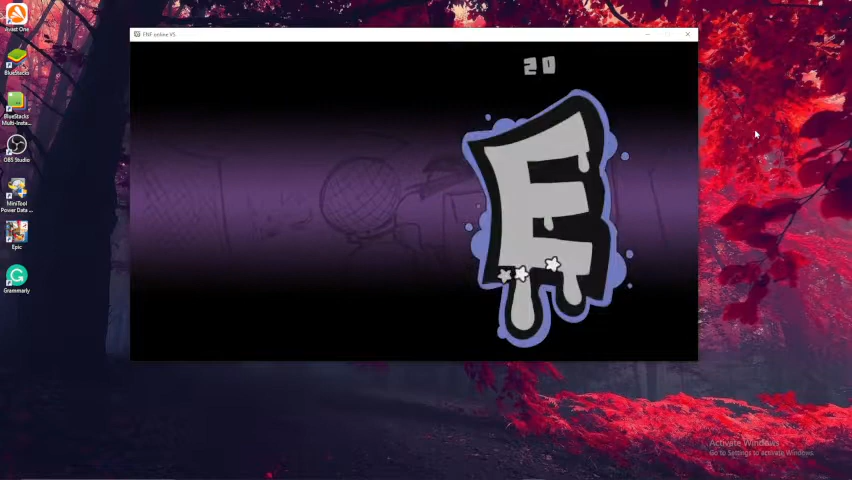 Avast One
FNF online VS
20
E
BlueStacks
BlueStacks
Multi-Insta...
OBS Studio
MiniTool
Power Data ...
Epic
Grammarly
Activate Windows
Go to Settings to activate Windows.